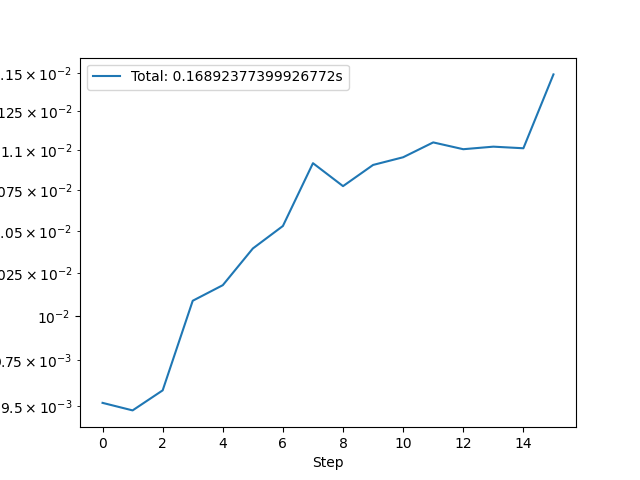 Total: 0.16892377399926772s
.15 × 10⁻²
125 × 10⁻²
1.1 × 10⁻²
075 × 10⁻²
.05 × 10⁻²
025 × 10⁻²
10⁻²
.75 × 10⁻³
9.5 × 10⁻³
0 2 4 6 8 10 12 14
Step